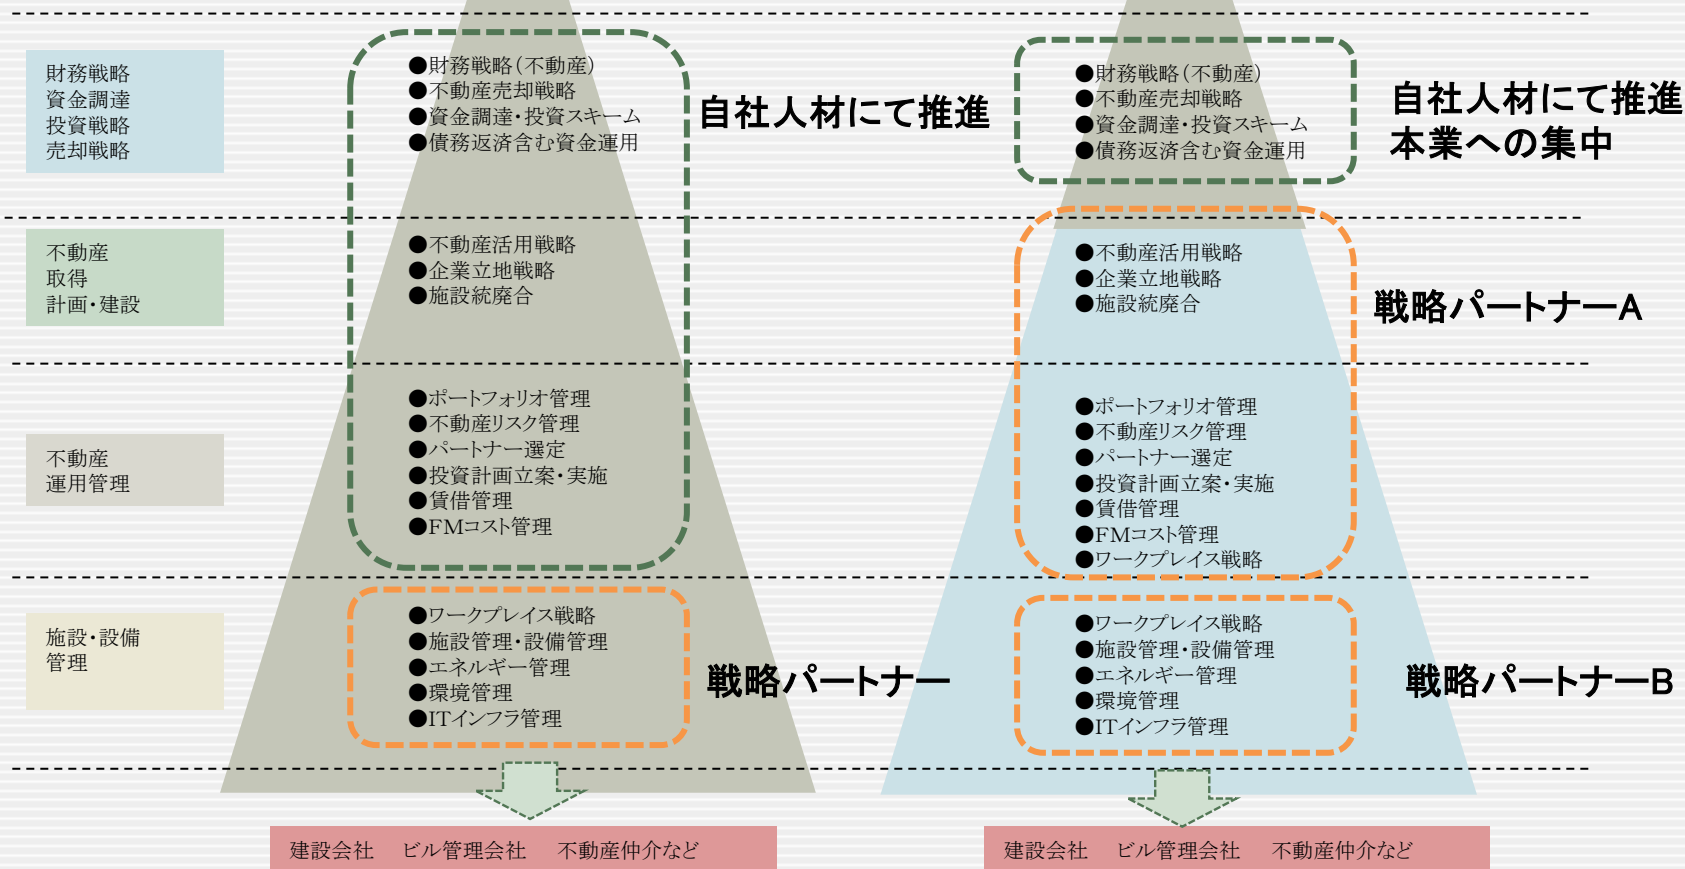 財務戦略
資金調達
投資戦略
売却戦略
●財務戦略(不動産)
●不動産売却戦略
●資金調達・投資スキーム
●債務返済含む資金運用
自社人材にて推進
●財務戦略(不動産)
●不動産売却戦略
●資金調達・投資スキーム
●債務返済含む資金運用
自社人材にて推進
本業への集中
不動産
取得
計画・建設
●不動産活用戦略
●企業立地戦略
●施設統廃合
●不動産活用戦略
●企業立地戦略
●施設統廃合
戦略パートナーA
不動産
運用管理
●ポートフォリオ管理
●不動産リスク管理
●パートナー選定
●投資計画立案・実施
●賃借管理
●FMコスト管理
●ポートフォリオ管理
●不動産リスク管理
●パートナー選定
●投資計画立案・実施
●賃借管理
●FMコスト管理
●ワークプレイス戦略
施設・設備
管理
●ワークプレイス戦略
●施設管理・設備管理
●エネルギー管理
●環境管理
●ITインフラ管理
戦略パートナー
●ワークプレイス戦略
●施設管理・設備管理
●エネルギー管理
●環境管理
●ITインフラ管理
戦略パートナーB
建設会社 ビル管理会社 不動産仲介など
建設会社 ビル管理会社 不動産仲介など